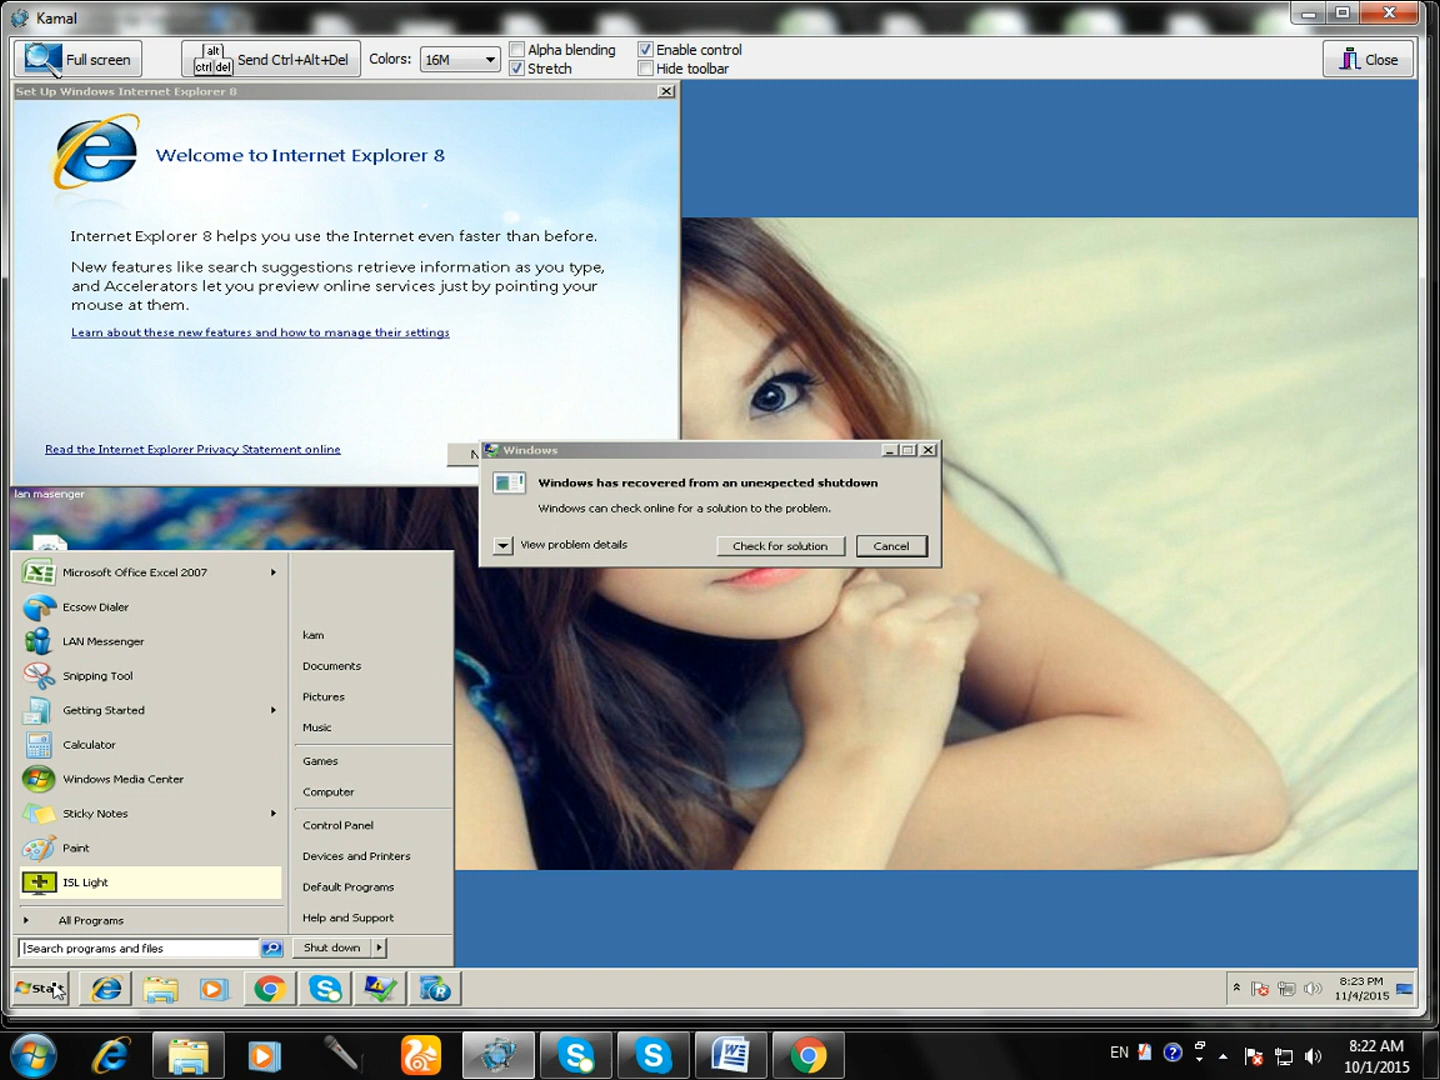 Kamal
Full screen
alt
ctrl del
Send Ctrl+Alt+Del
Colors:
16M
Alpha blending
Stretch
Enable control
Hide toolbar
Close
Set Up Windows Internet Explorer 8
Welcome to Internet Explorer 8
Internet Explorer 8 helps you use the Internet even faster than before.
New features like search suggestions retrieve information as you type,
and Accelerators let you preview online services just by pointing your
mouse at them.
Learn about these new features and how to manage their settings
Read the Internet Explorer Privacy Statement online
N
Windows
Windows has recovered from an unexpected shutdown
Windows can check online for a solution to the problem.
View problem details
Check for solution
Cancel
lan masenger
Microsoft Office Excel 2007
Ecsow Dialer
LAN Messenger
Snipping Tool
Getting Started
Calculator
Windows Media Center
Sticky Notes
Paint
ISL Light
All Programs
Search programs and files
kam
Documents
Pictures
Music
Games
Computer
Control Panel
Devices and Printers
Default Programs
Help and Support
Shut down
Start
8:23 PM
11/4/2015
EN
8:22 AM
10/1/2015